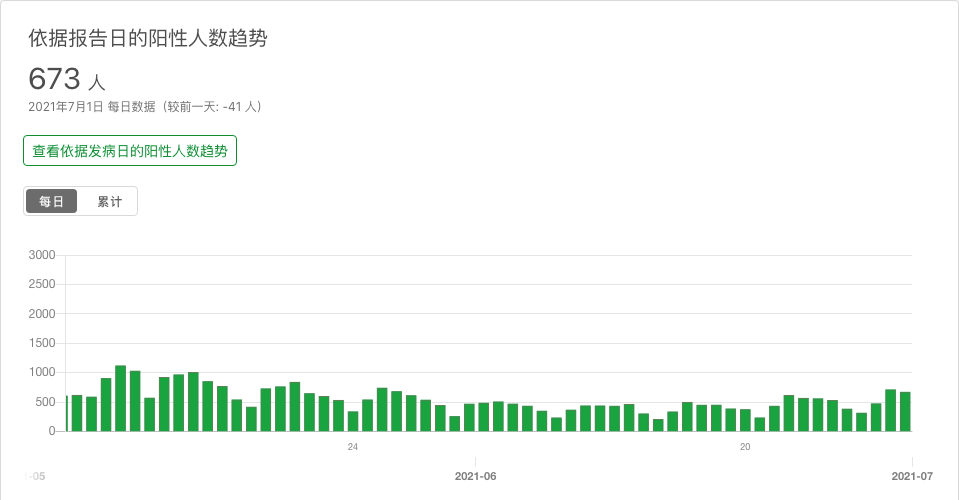 依据报告日的阳性人数趋势
673 人
2021年7月1日 每日数据（较前一天: -41 人）
查看依据发病日的阳性人数趋势
每日 累计
3000
2500
2000
1500
1000
500
0
24 20
-05 2021-06 2021-07